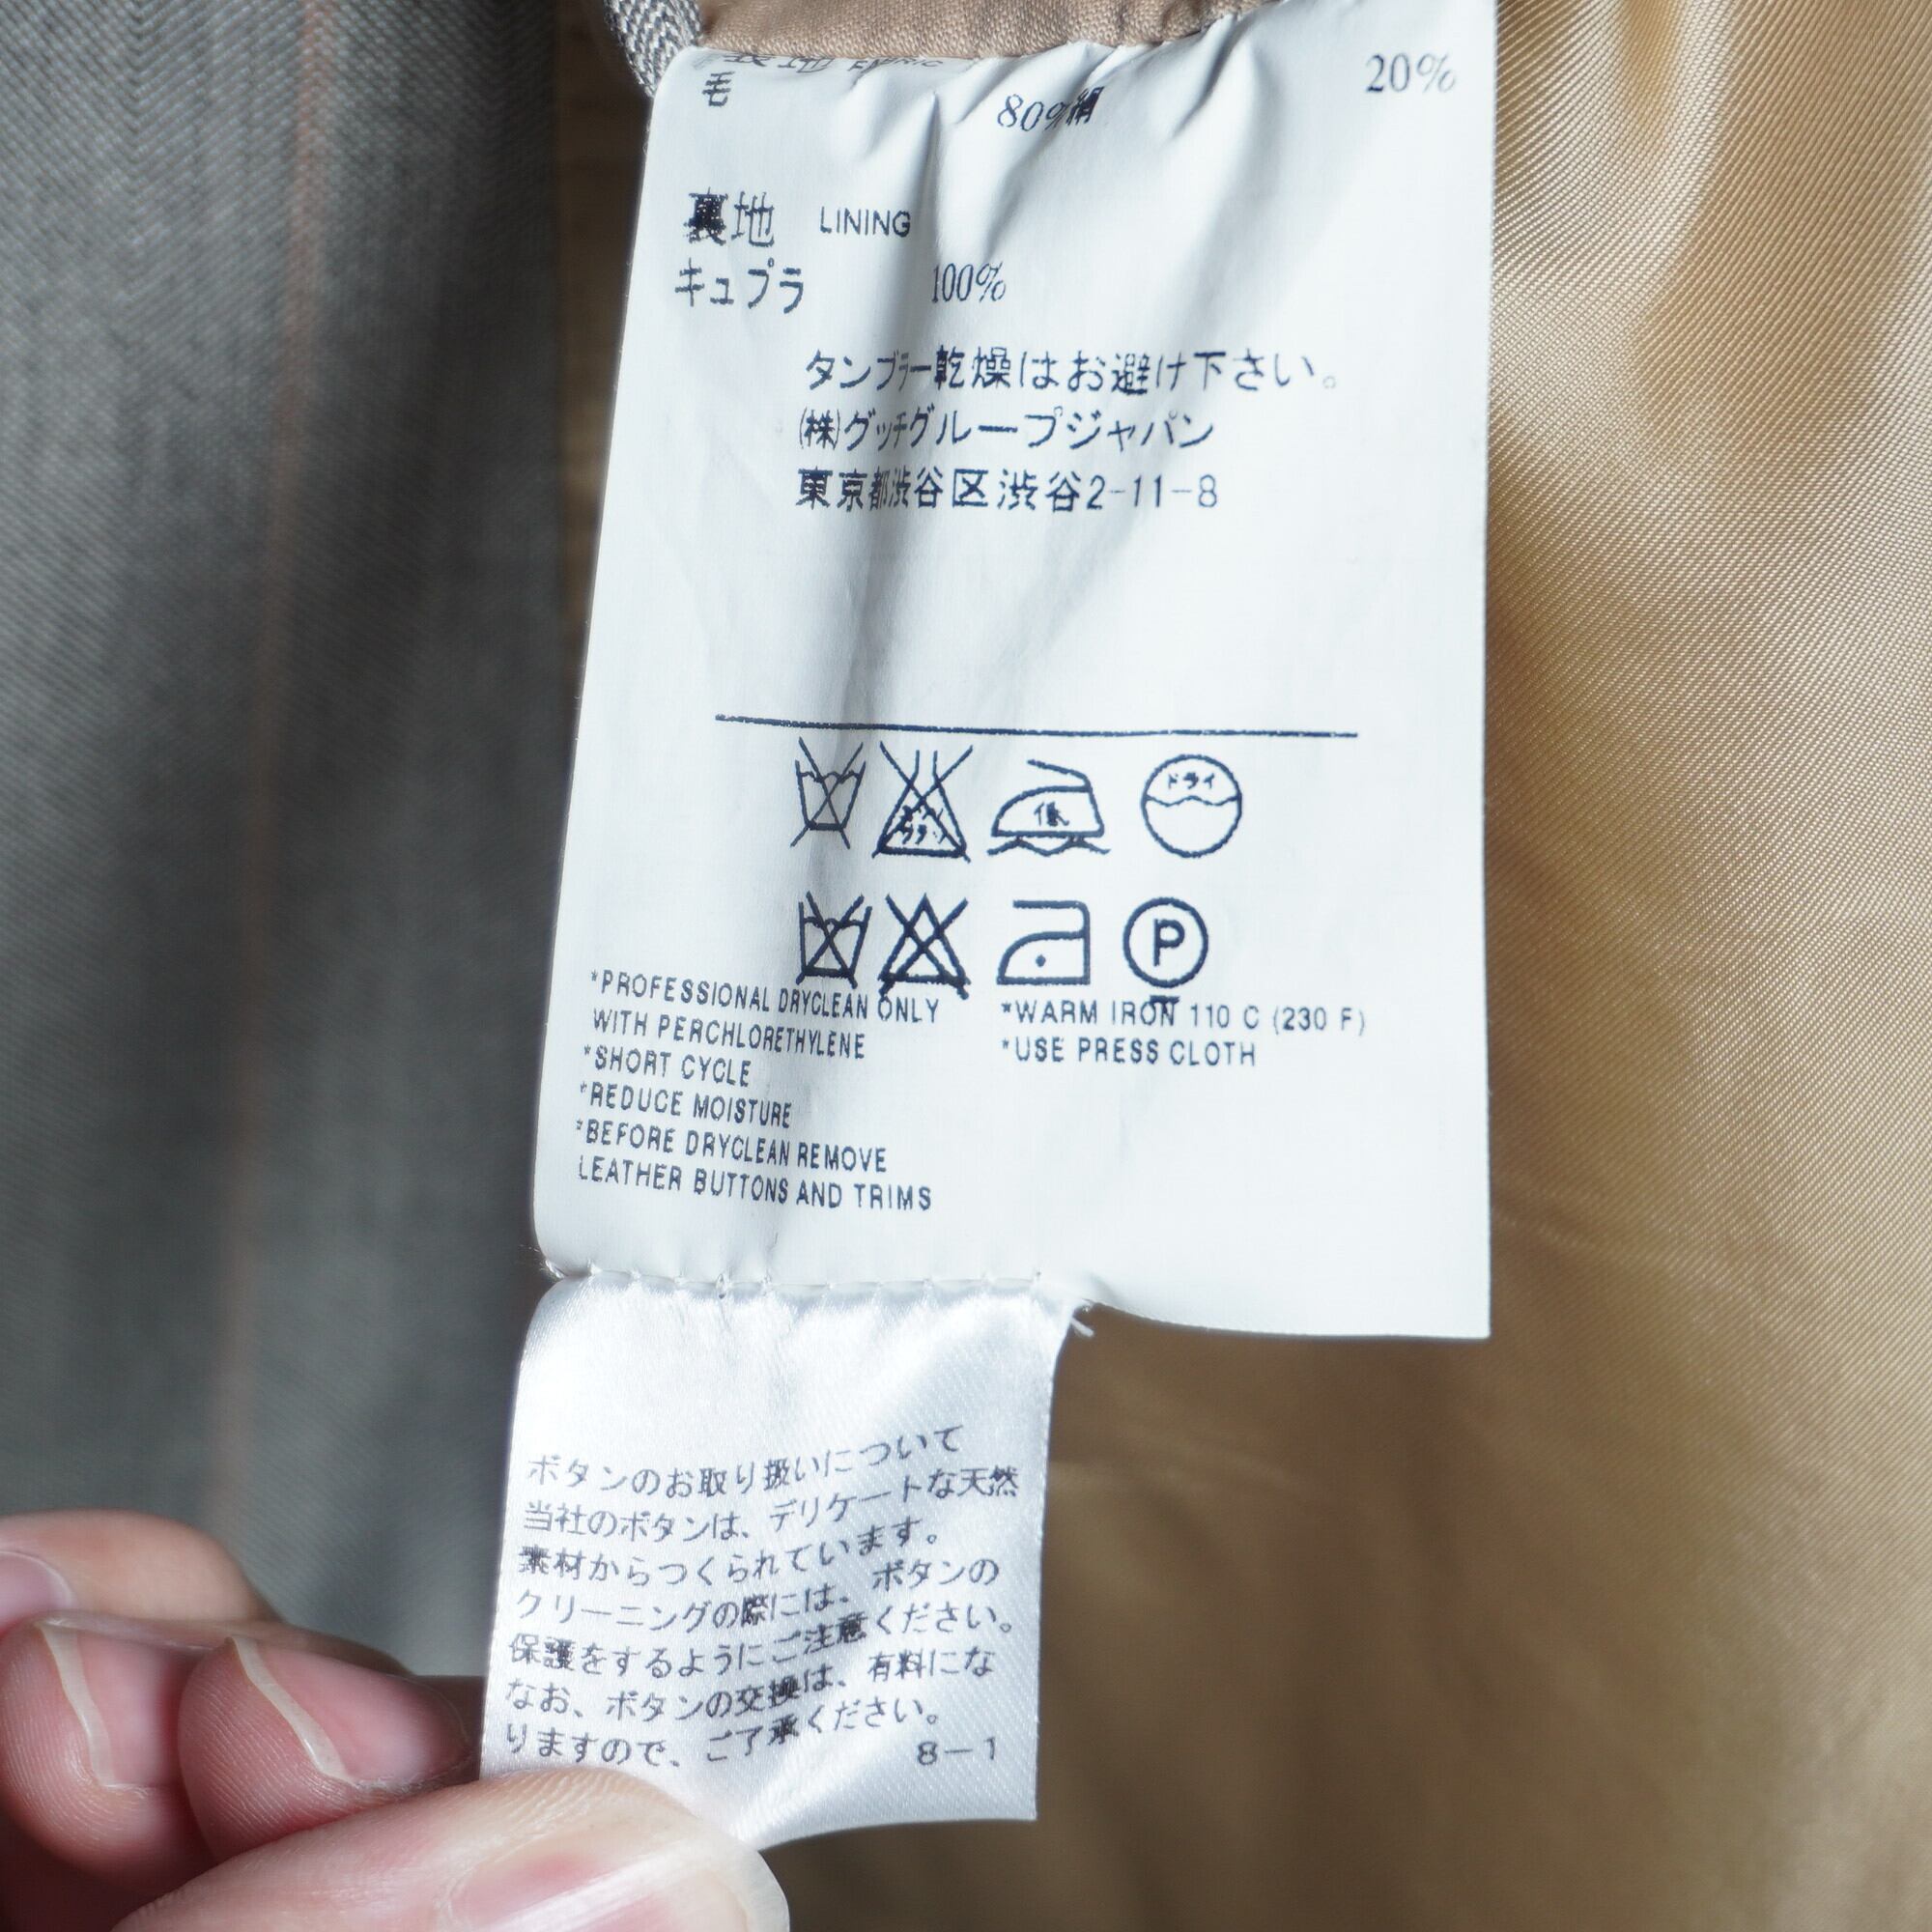 表地 FABRIC
毛 80%絹 20%
裏地 LINING
キュプラ 100%
タンブラー乾燥はお避け下さい。
(株)グッチグループジャパン
東京都渋谷区渋谷2-11-8
低 ドライ
P
*PROFESSIONAL DRYCLEAN ONLY
WITH PERCHLORETHYLENE
*SHORT CYCLE
*REDUCE MOISTURE
*BEFORE DRYCLEAN REMOVE
LEATHER BUTTONS AND TRIMS
*WARM IRON 110 C (230 F)
*USE PRESS CLOTH
ボタンのお取り扱いについて
当社のボタンは、デリケートな天然
素材からつくられています。
クリーニングの際には、ボタンの
保護をするようにご注意ください。
なお、ボタンの交換は、有料にな
りますので、ご了承ください。
8-1